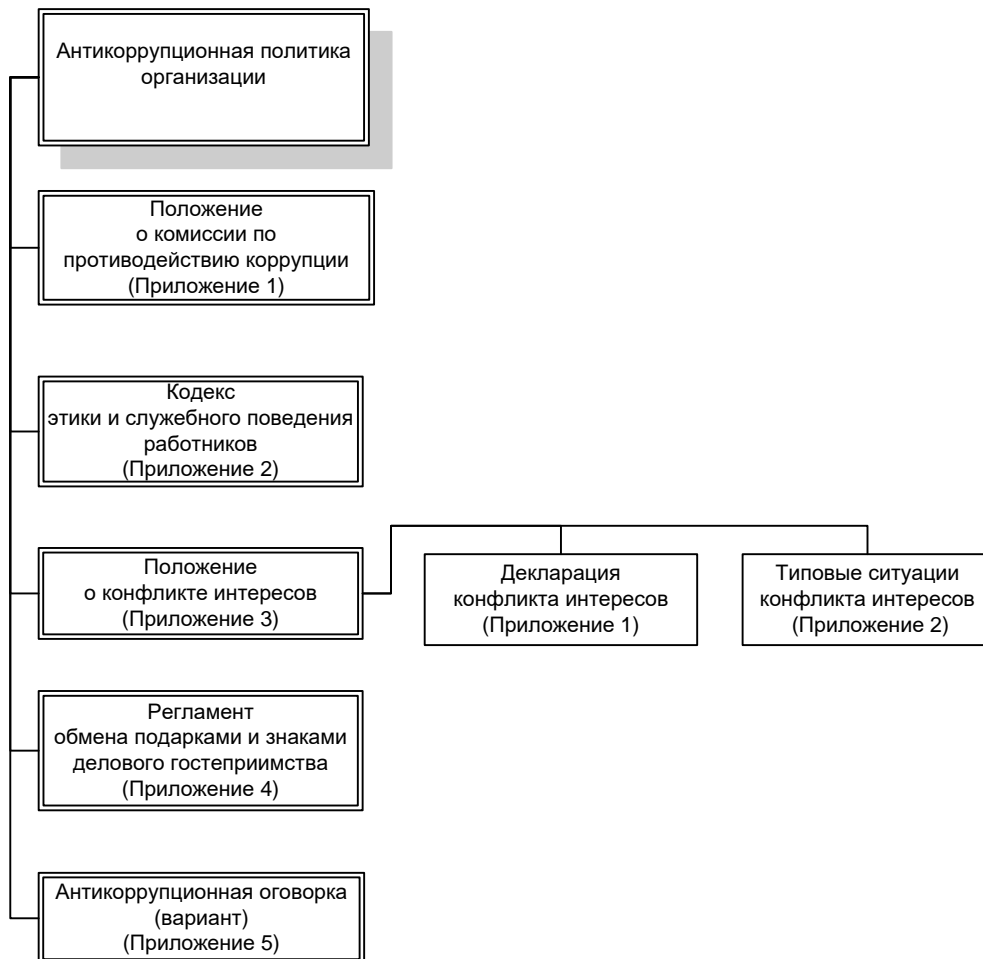 Антикоррупционная политика
организации
Положение
о комиссии по
противодействию коррупции
(Приложение 1)
Кодекс
этики и служебного поведения
работников
(Приложение 2)
Положение
о конфликте интересов
(Приложение 3)
Декларация
конфликта интересов
(Приложение 1)
Типовые ситуации
конфликта интересов
(Приложение 2)
Регламент
обмена подарками и знаками
делового гостеприимства
(Приложение 4)
Антикоррупционная оговорка
(вариант)
(Приложение 5)